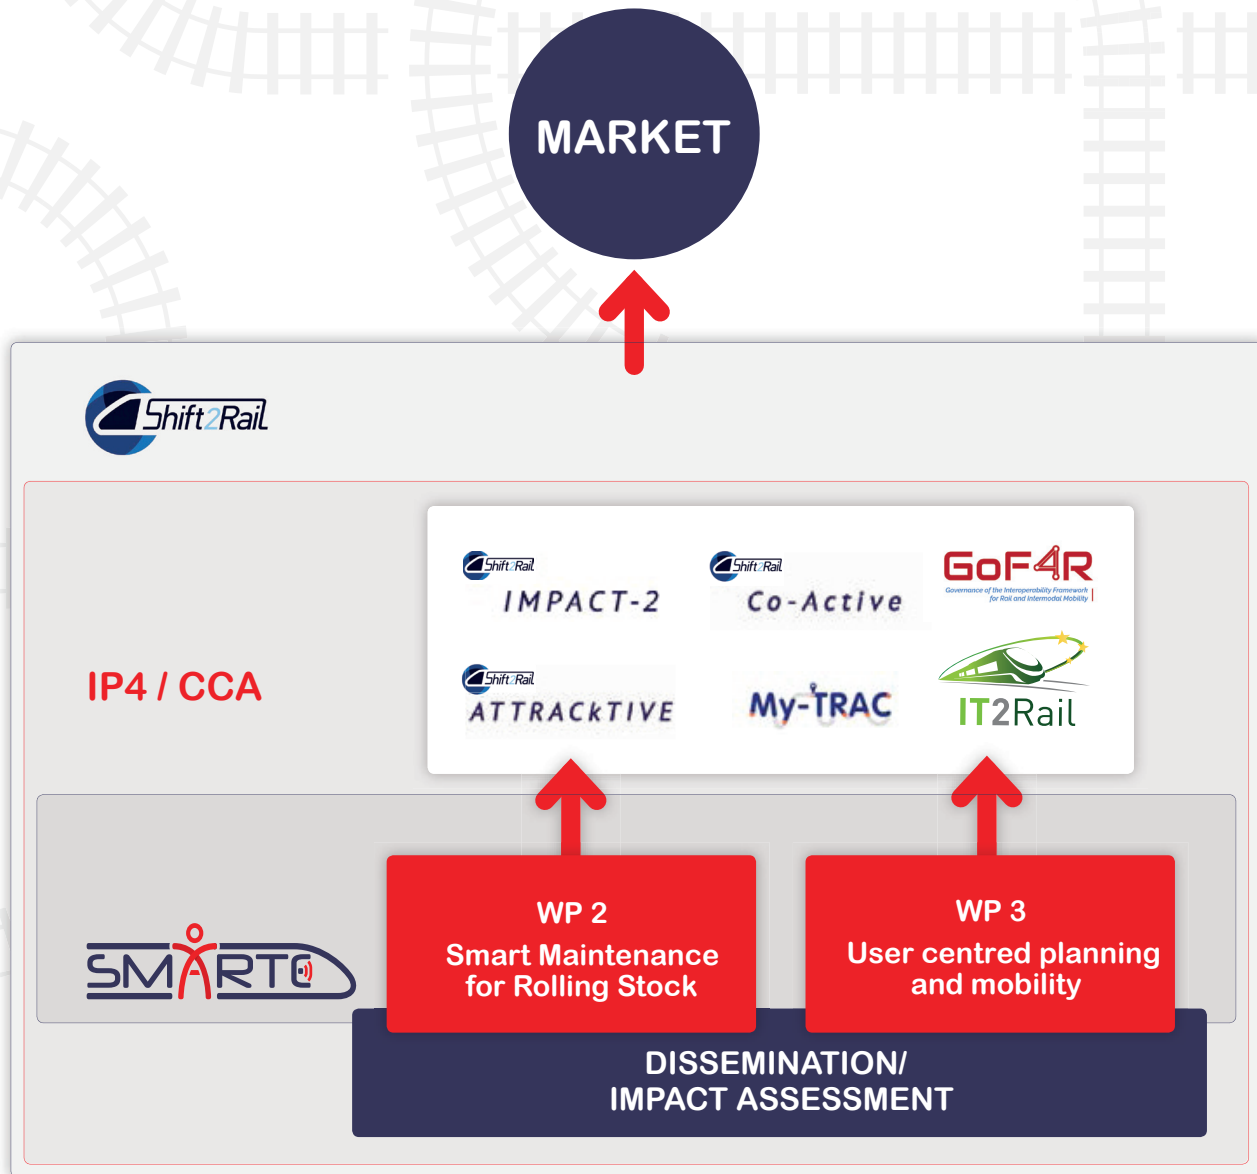 MARKET
Shift2Rail
Shift2Rail
IMPACT-2
Shift2Rail
Co-Active
GoF4R
Governance of the Interoperability Framework
for Rail and Intermodal Mobility
IP4 / CCA
Shift2Rail
ATTRACKTIVE
My-TRAC
IT2Rail
SMARTE
WP 2
Smart Maintenance
for Rolling Stock
WP 3
User centred planning
and mobility
DISSEMINATION/
IMPACT ASSESSMENT